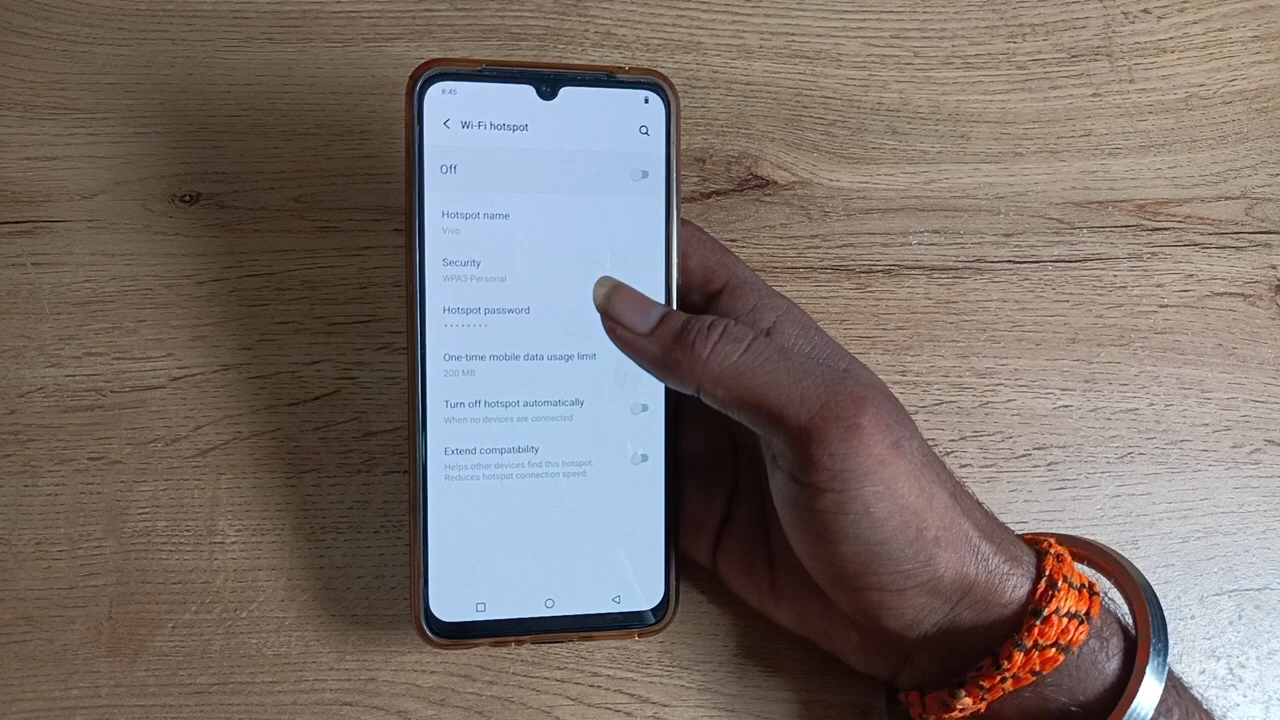 8:45
Wi-Fi hotspot
Off
Hotspot name
Vivo
Security
WPA3-Personal
Hotspot password
••••••••
One-time mobile data usage limit
200 MB
Turn off hotspot automatically
When no devices are connected
Extend compatibility
Helps other devices find this hotspot.
Reduces hotspot connection speed.